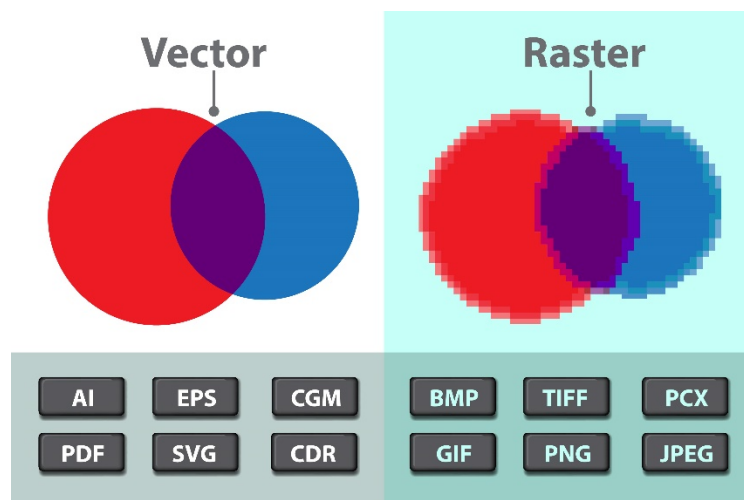 Vector
Raster
AI EPS CGM
PDF SVG CDR
BMP TIFF PCX
GIF PNG JPEG